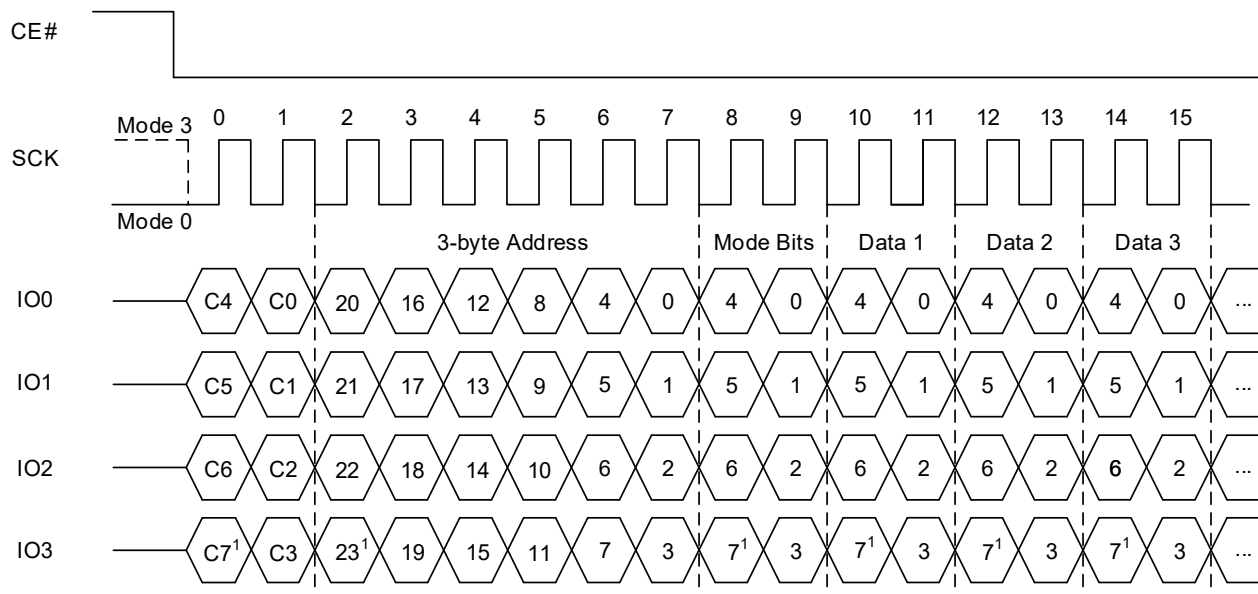 CE#
0 1 2 3 4 5 6 7 8 9 10 11 12 13 14 15
Mode 3
SCK
Mode 0
3-byte Address Mode Bits Data 1 Data 2 Data 3
IO0 C4 C0 20 16 12 8 4 0 4 0 4 0 4 0 4 0 ...
IO1 C5 C1 21 17 13 9 5 1 5 1 5 1 5 1 5 1 ...
IO2 C6 C2 22 18 14 10 6 2 6 2 6 2 6 2 6 2 ...
IO3 C7¹ C3 23¹ 19 15 11 7 3 7¹ 3 7¹ 3 7¹ 3 7¹ 3 ...